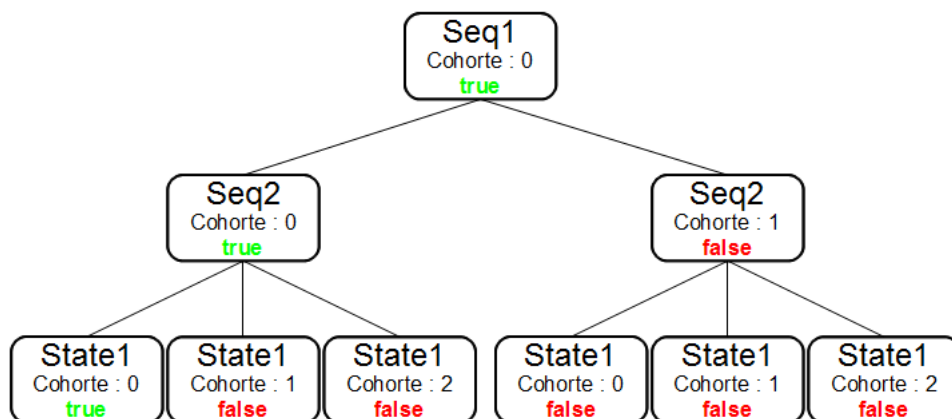 Seq1
Cohorte : 0
true
Seq2
Cohorte : 0
true
Seq2
Cohorte : 1
false
State1
Cohorte : 0
true
State1
Cohorte : 1
false
State1
Cohorte : 2
false
State1
Cohorte : 0
false
State1
Cohorte : 1
false
State1
Cohorte : 2
false